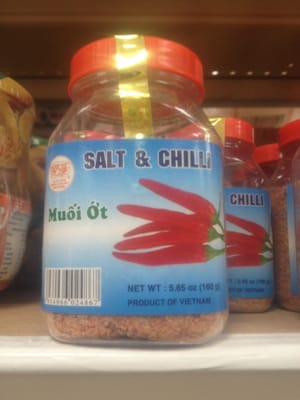 SALT & CHILLI
Muối Ớt
NET WT : 5.65 oz (160 g)
PRODUCT OF VIETNAM
CHILLI